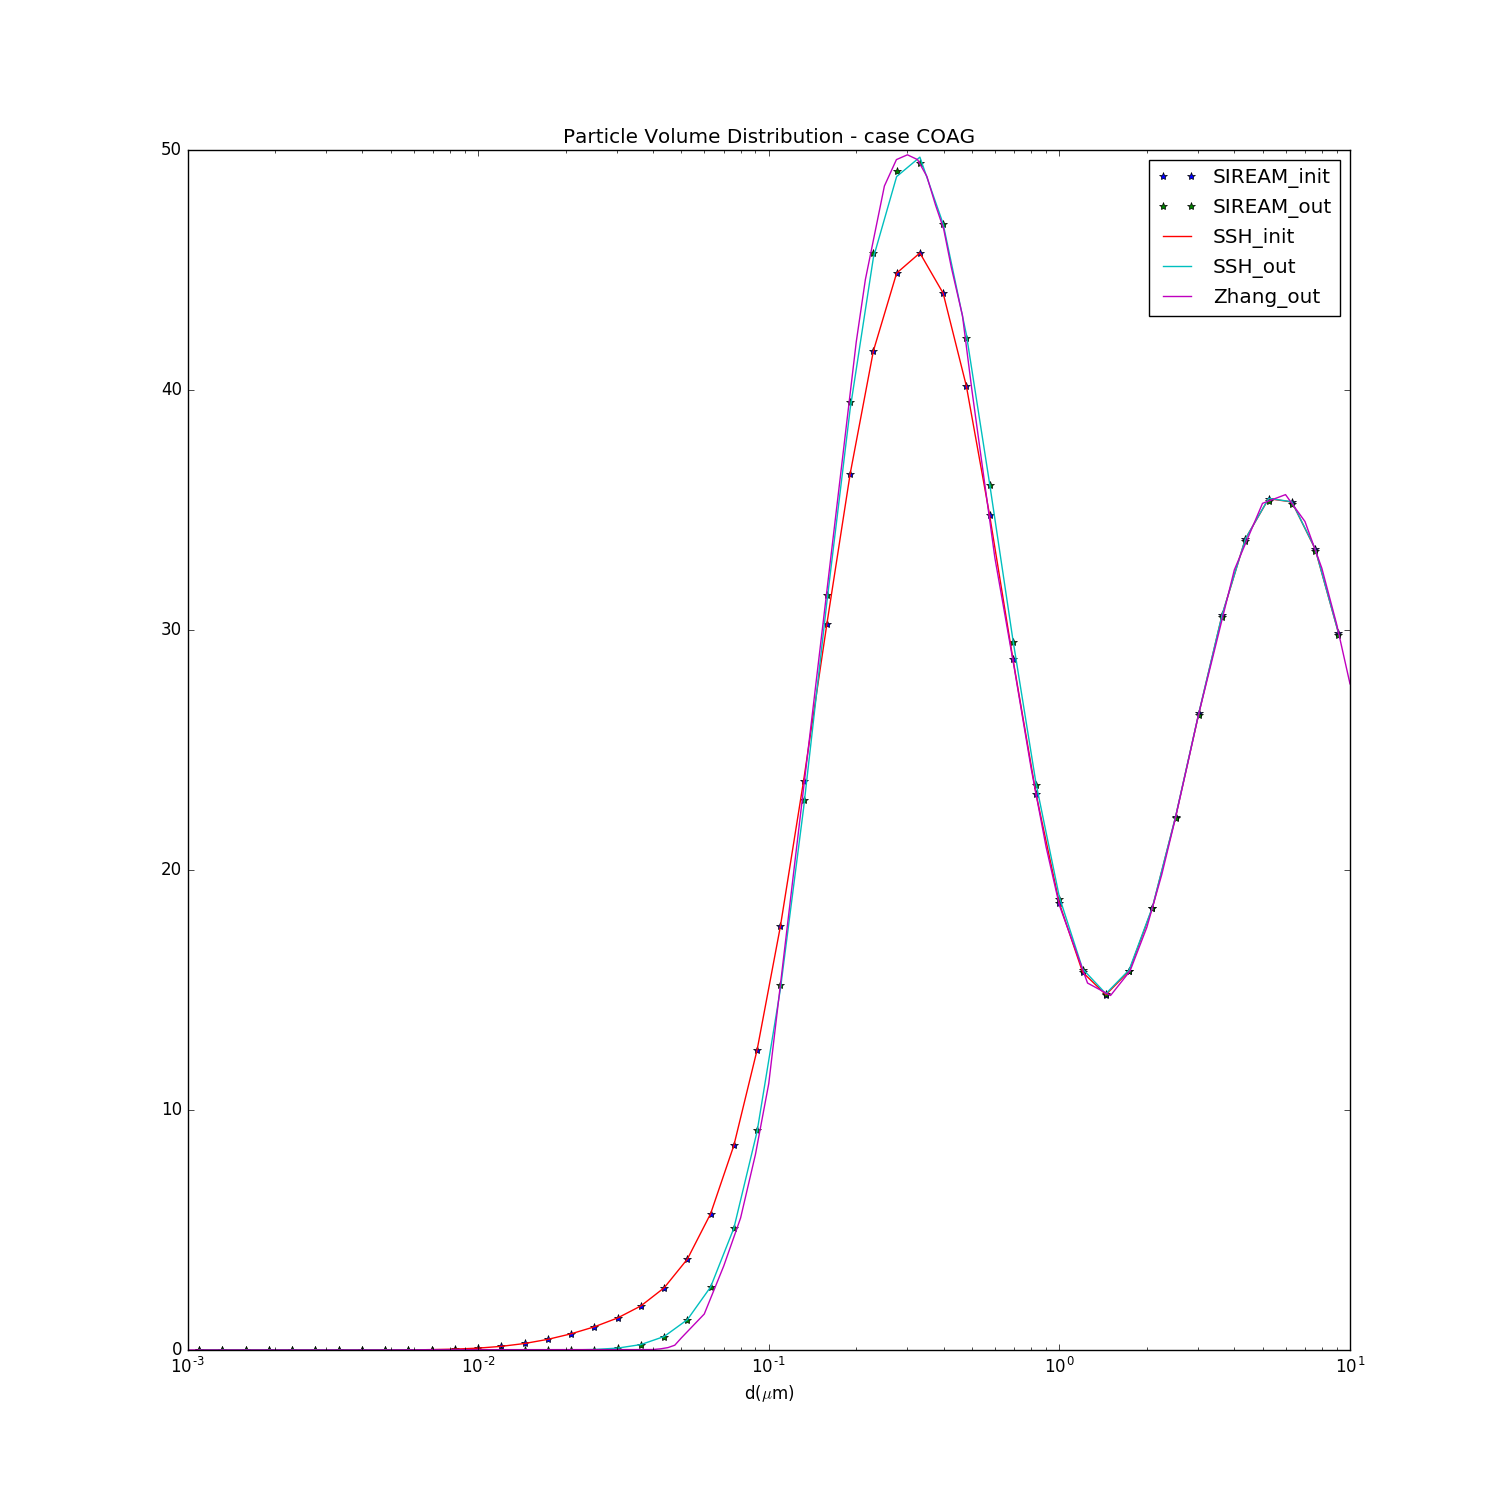 Particle Volume Distribution - case COAG
50
40
30
20
10
0
SIREAM_init
SIREAM_out
SSH_init
SSH_out
Zhang_out
10⁻³ 10⁻² 10⁻¹ 10⁰ 10¹
d(μm)